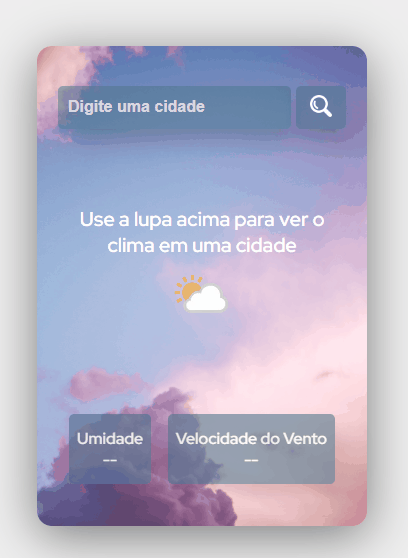 Digite uma cidade
Use a lupa acima para ver o
clima em uma cidade
Umidade
--
Velocidade do Vento
--